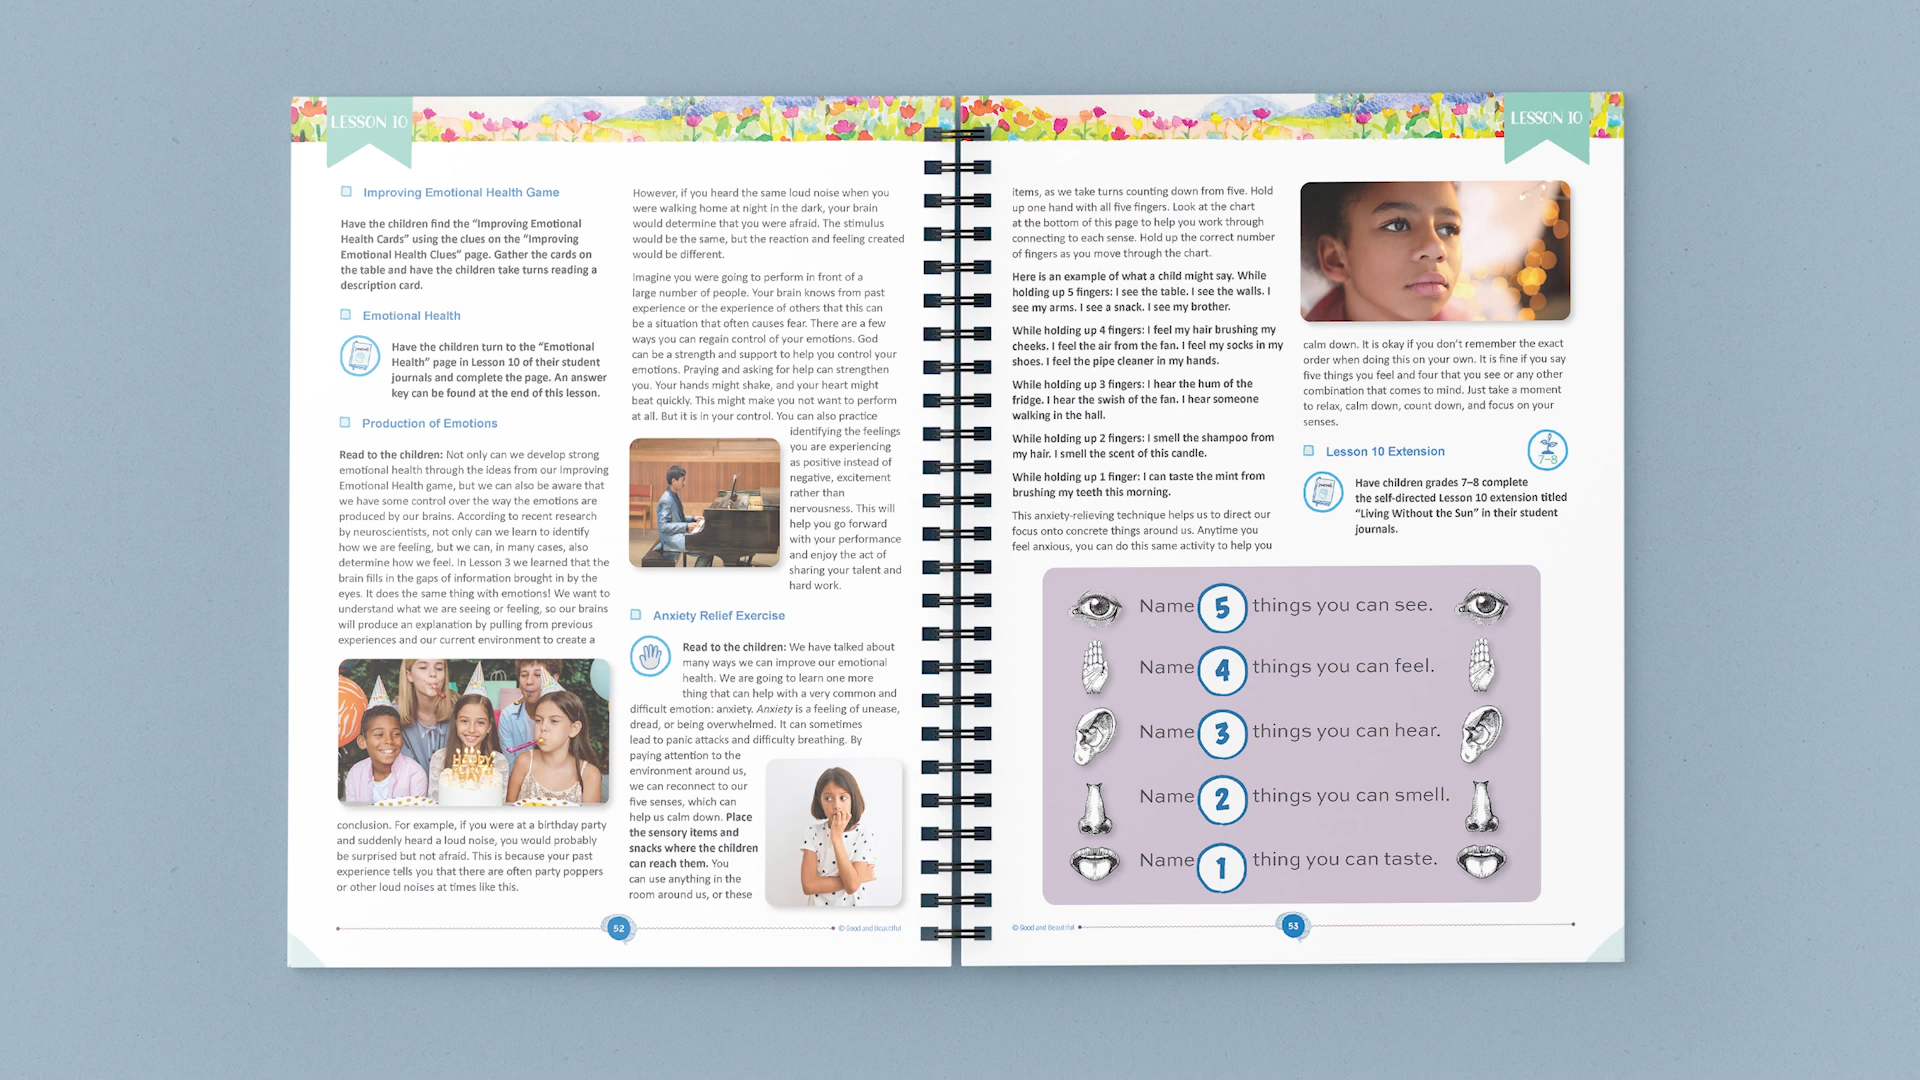 LESSON 10
Improving Emotional Health Game
Have the children find the “Improving Emotional
Health Cards” using the clues on the “Improving
Emotional Health Clues” page. Gather the cards on
the table and have the children take turns reading a
description card.
Emotional Health
Have the children turn to the “Emotional
Health” page in Lesson 10 of their student
journals and complete the page. An answer
key can be found at the end of this lesson.
Production of Emotions
Read to the children: Not only can we develop strong
emotional health through the ideas from our Improving
Emotional Health game, but we can also be aware that
we have some control over the way the emotions are
produced by our brains. According to recent research
by neuroscientists, not only can we learn to identify
how we are feeling, but we can, in many cases, also
determine how we feel. In Lesson 3 we learned that the
brain fills in the gaps of information brought in by the
eyes. It does the same thing with emotions! We want to
understand what we are seeing or feeling, so our brains
will produce an explanation by pulling from previous
experiences and our current environment to create a
HAPPY
conclusion. For example, if you were at a birthday party
and suddenly heard a loud noise, you would probably
be surprised but not afraid. This is because your past
experience tells you that there are often party poppers
or other loud noises at times like this.
However, if you heard the same loud noise when you
were walking home at night in the dark, your brain
would determine that you were afraid. The stimulus
would be the same, but the reaction and feeling created
would be different.
Imagine you were going to perform in front of a
large number of people. Your brain knows from past
experience or the experience of others that this can
be a situation that often causes fear. There are a few
ways you can regain control of your emotions. God
can be a strength and support to help you control your
emotions. Praying and asking for help can strengthen
you. Your hands might shake, and your heart might
beat quickly. This might make you not want to perform
at all. But it is in your control. You can also practice
identifying the feelings
you are experiencing
as positive instead of
negative, excitement
rather than
nervousness. This will
help you go forward
with your performance
and enjoy the act of
sharing your talent and
hard work.
Anxiety Relief Exercise
Read to the children: We have talked about
many ways we can improve our emotional
health. We are going to learn one more
thing that can help with a very common and
difficult emotion: anxiety. Anxiety is a feeling of unease,
dread, or being overwhelmed. It can sometimes
lead to panic attacks and difficulty breathing. By
paying attention to the
environment around us,
we can reconnect to our
five senses, which can
help us calm down. Place
the sensory items and
snacks where the children
can reach them. You
can use anything in the
room around us, or these
52
© Good and Beautiful
LESSON 10
items, as we take turns counting down from five. Hold
up one hand with all five fingers. Look at the chart
at the bottom of this page to help you work through
connecting to each sense. Hold up the correct number
of fingers as you move through the chart.
Here is an example of what a child might say. While
holding up 5 fingers: I see the table. I see the walls. I
see my arms. I see a snack. I see my brother.
While holding up 4 fingers: I feel my hair brushing my
cheeks. I feel the air from the fan. I feel my socks in my
shoes. I feel the pipe cleaner in my hands.
While holding up 3 fingers: I hear the hum of the
fridge. I hear the swish of the fan. I hear someone
walking in the hall.
While holding up 2 fingers: I smell the shampoo from
my hair. I smell the scent of this candle.
While holding up 1 finger: I can taste the mint from
brushing my teeth this morning.
This anxiety-relieving technique helps us to direct our
focus onto concrete things around us. Anytime you
feel anxious, you can do this same activity to help you
calm down. It is okay if you don’t remember the exact
order when doing this on your own. It is fine if you say
five things you feel and four that you see or any other
combination that comes to mind. Just take a moment
to relax, calm down, count down, and focus on your
senses.
Lesson 10 Extension
7–8
Have children grades 7–8 complete
the self-directed Lesson 10 extension titled
“Living Without the Sun” in their student
journals.
Name 5 things you can see.
Name 4 things you can feel.
Name 3 things you can hear.
Name 2 things you can smell.
Name 1 thing you can taste.
© Good and Beautiful
53